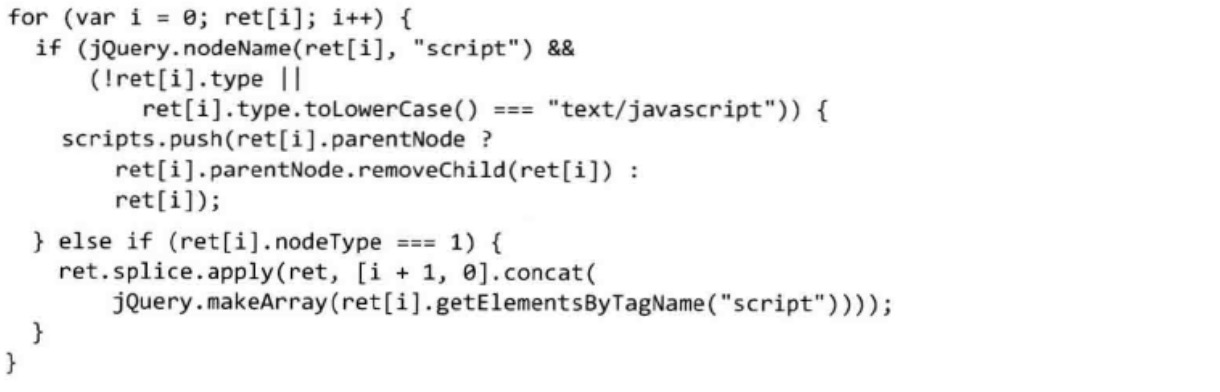 for (var i = 0; ret[i]; i++) {
  if (jQuery.nodeName(ret[i], "script") &&
      (!ret[i].type ||
          ret[i].type.toLowerCase() === "text/javascript")) {
    scripts.push(ret[i].parentNode ?
        ret[i].parentNode.removeChild(ret[i]) :
        ret[i]);
  } else if (ret[i].nodeType === 1) {
    ret.splice.apply(ret, [i + 1, 0].concat(
        jQuery.makeArray(ret[i].getElementsByTagName("script"))));
  }
}